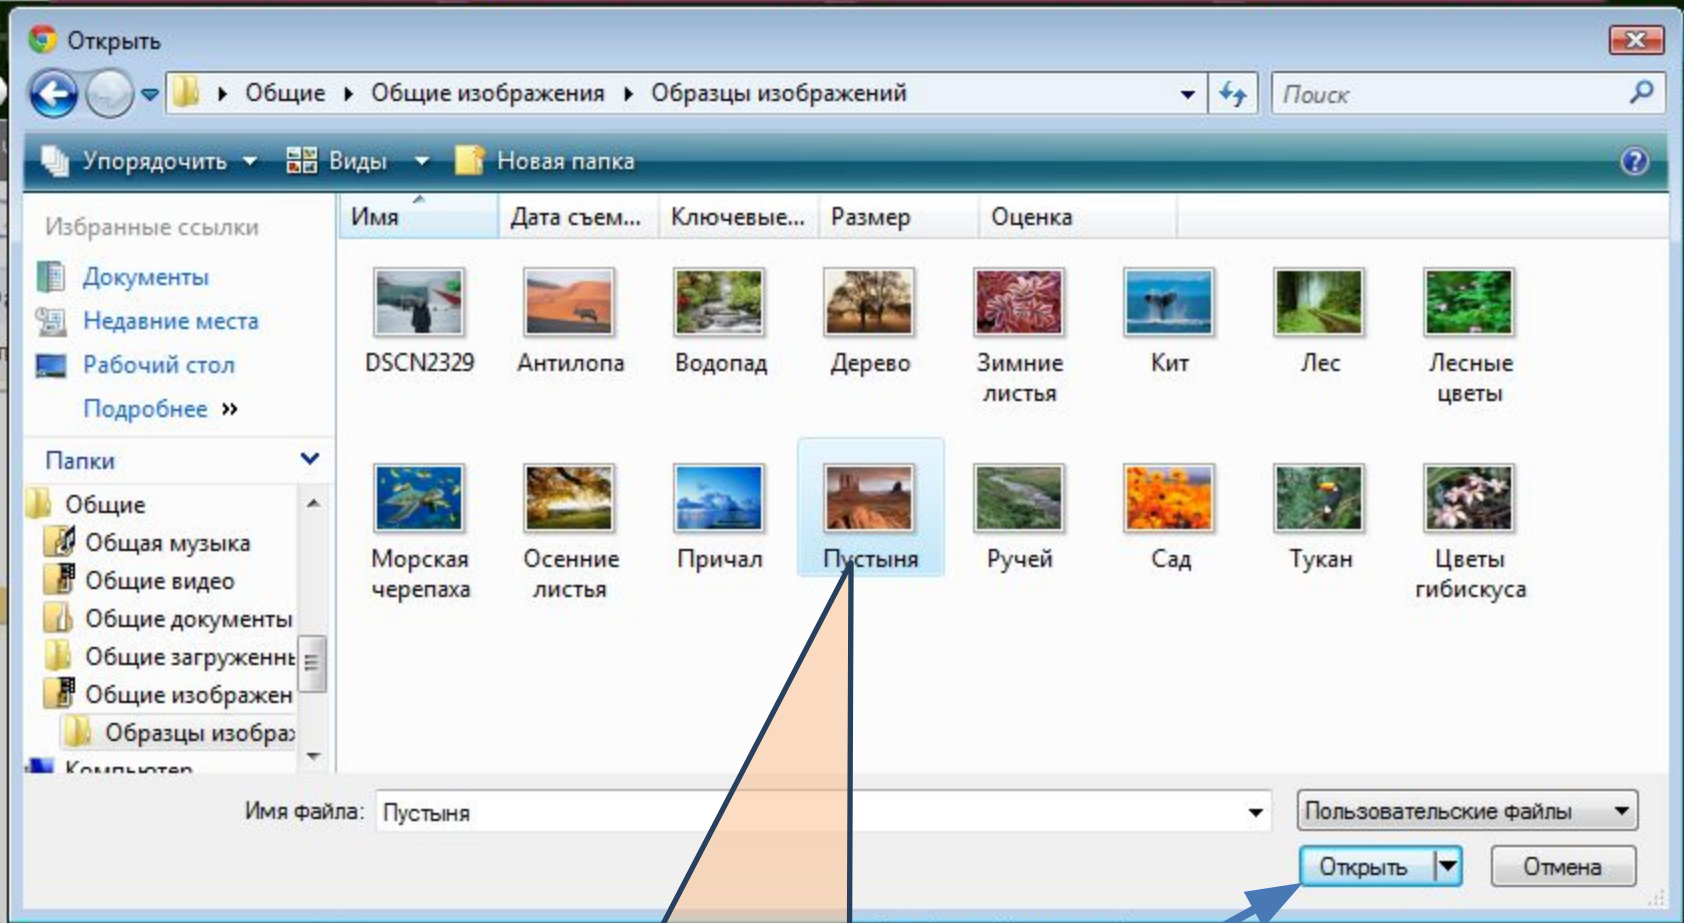 Открыть
Общие Общие изображения Образцы изображений
Поиск
Упорядочить Виды Новая папка
Избранные ссылки
Документы
Недавние места
Рабочий стол
Подробнее »
Папки
Общие
Общая музыка
Общие видео
Общие документы
Общие загруженнь
Общие изображен
Образцы изобра
Компьютер
Имя Дата съем... Ключевые... Размер Оценка
DSCN2329 Антилопа Водопад Дерево Зимние листья Кит Лес Лесные цветы
Морская черепаха Осенние листья Причал Пустыня Ручей Сад Тукан Цветы гибискуса
Имя файла: Пустыня
Пользовательские файлы
Открыть Отмена